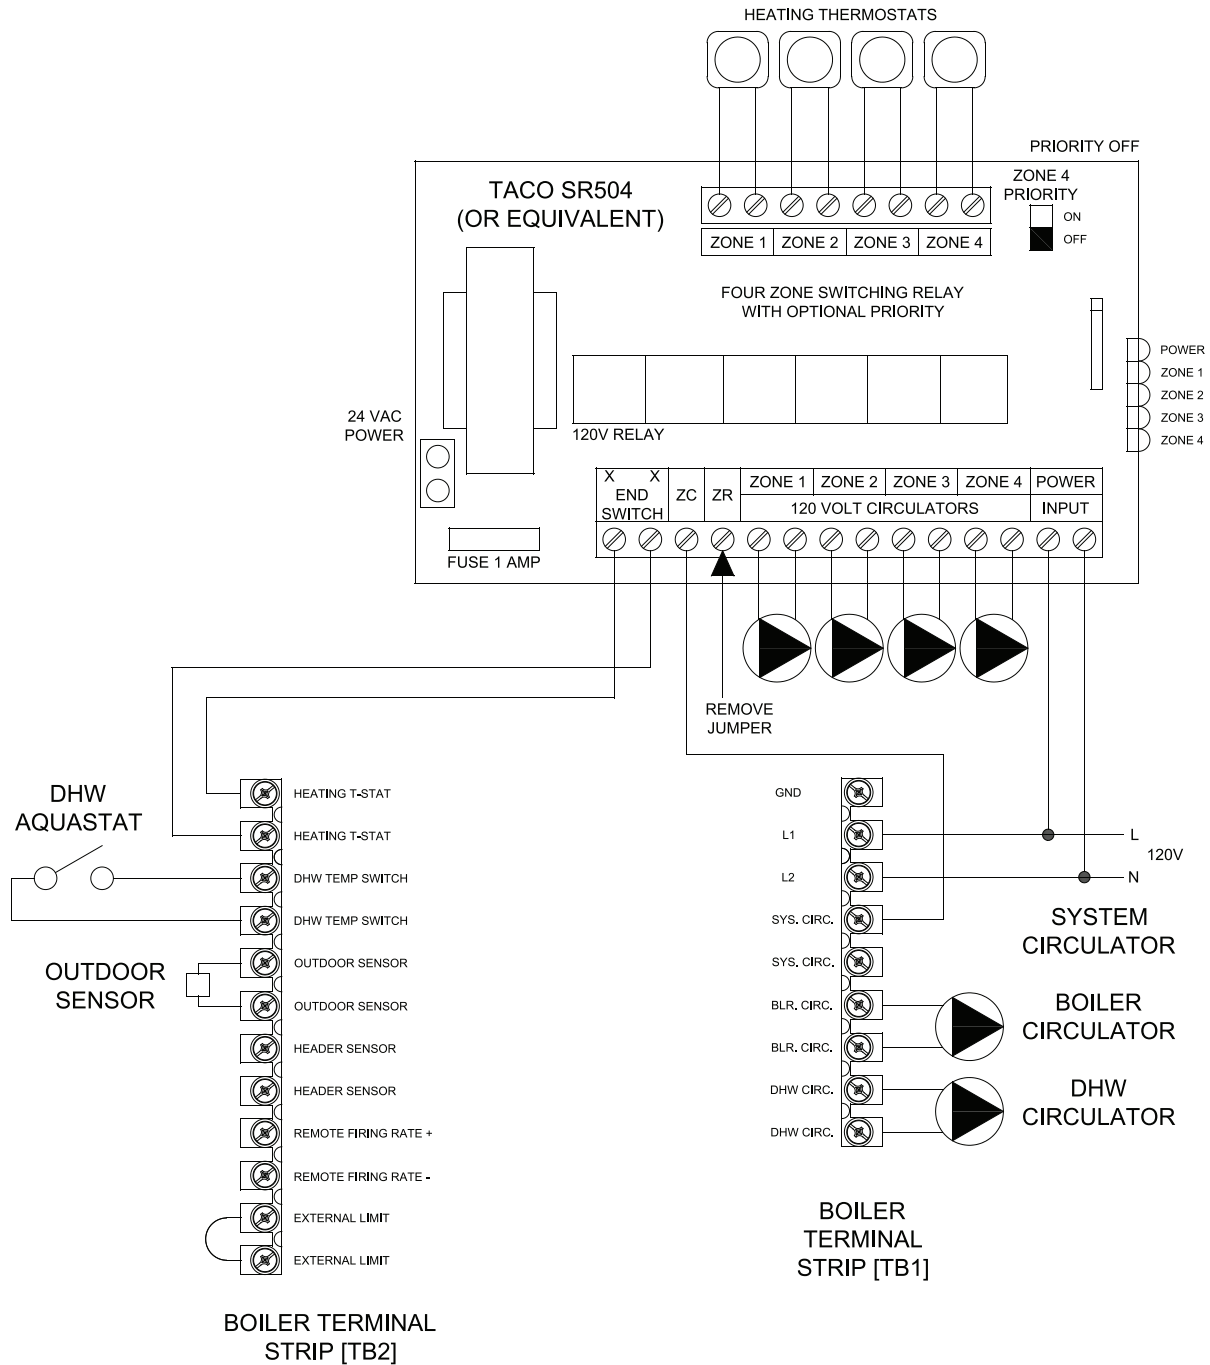 HEATING THERMOSTATS
PRIORITY OFF
TACO SR504
(OR EQUIVALENT)
ZONE 4
PRIORITY
ON
OFF
ZONE 1 ZONE 2 ZONE 3 ZONE 4
FOUR ZONE SWITCHING RELAY
WITH OPTIONAL PRIORITY
POWER
ZONE 1
ZONE 2
ZONE 3
ZONE 4
24 VAC
POWER
120V RELAY
X X
END
SWITCH
ZC
ZR
ZONE 1 ZONE 2 ZONE 3 ZONE 4 POWER
120 VOLT CIRCULATORS INPUT
FUSE 1 AMP
REMOVE
JUMPER
DHW
AQUASTAT
OUTDOOR
SENSOR
HEATING T-STAT
HEATING T-STAT
DHW TEMP SWITCH
DHW TEMP SWITCH
OUTDOOR SENSOR
OUTDOOR SENSOR
HEADER SENSOR
HEADER SENSOR
REMOTE FIRING RATE +
REMOTE FIRING RATE -
EXTERNAL LIMIT
EXTERNAL LIMIT
BOILER TERMINAL
STRIP [TB2]
GND
L1
L2
SYS. CIRC.
SYS. CIRC.
BLR. CIRC.
BLR. CIRC.
DHW CIRC.
DHW CIRC.
L
120V
N
SYSTEM
CIRCULATOR
BOILER
CIRCULATOR
DHW
CIRCULATOR
BOILER
TERMINAL
STRIP [TB1]